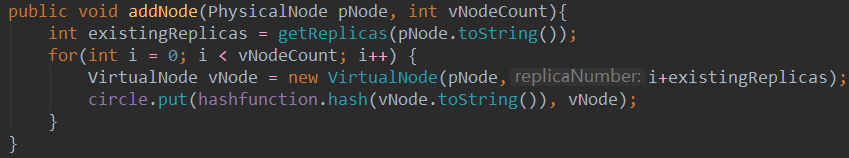 public void addNode(PhysicalNode pNode, int vNodeCount){
    int existingReplicas = getReplicas(pNode.toString());
    for(int i = 0; i < vNodeCount; i++) {
        VirtualNode vNode = new VirtualNode(pNode, replicaNumber: i+existingReplicas);
        circle.put(hashfunction.hash(vNode.toString()), vNode);
    }
}